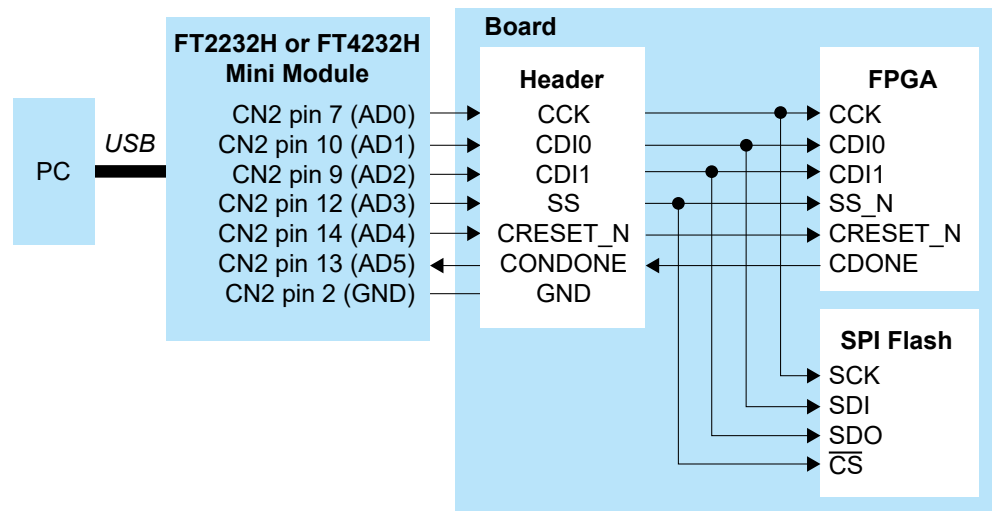 Board
FT2232H or FT4232H
Mini Module
Header
FPGA
PC
USB
CN2 pin 7 (AD0)
CN2 pin 10 (AD1)
CN2 pin 9 (AD2)
CN2 pin 12 (AD3)
CN2 pin 14 (AD4)
CN2 pin 13 (AD5)
CN2 pin 2 (GND)
CCK
CDI0
CDI1
SS
CRESET_N
CONDONE
GND
CCK
CDI0
CDI1
SS_N
CRESET_N
CDONE
SPI Flash
SCK
SDI
SDO
C̅S̅